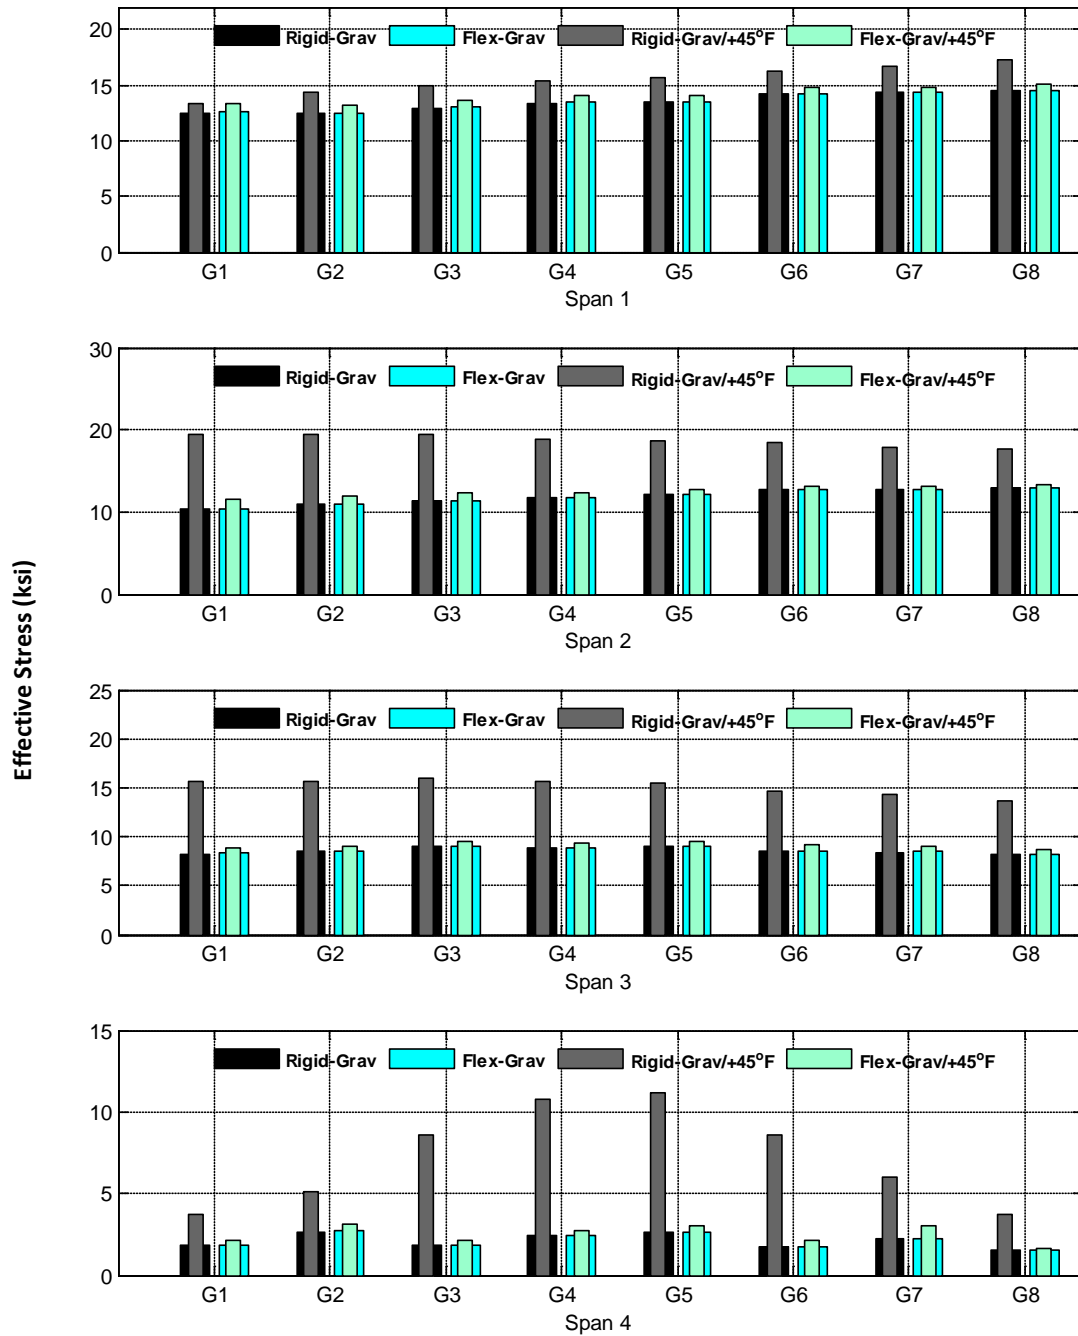 Effective Stress (ksi)
20
15
10
5
0
Rigid-Grav Flex-Grav Rigid-Grav/+45°F Flex-Grav/+45°F
G1 G2 G3 G4 G5 G6 G7 G8
Span 1
30
20
10
0
Rigid-Grav Flex-Grav Rigid-Grav/+45°F Flex-Grav/+45°F
G1 G2 G3 G4 G5 G6 G7 G8
Span 2
25
20
15
10
5
0
Rigid-Grav Flex-Grav Rigid-Grav/+45°F Flex-Grav/+45°F
G1 G2 G3 G4 G5 G6 G7 G8
Span 3
15
10
5
0
Rigid-Grav Flex-Grav Rigid-Grav/+45°F Flex-Grav/+45°F
G1 G2 G3 G4 G5 G6 G7 G8
Span 4